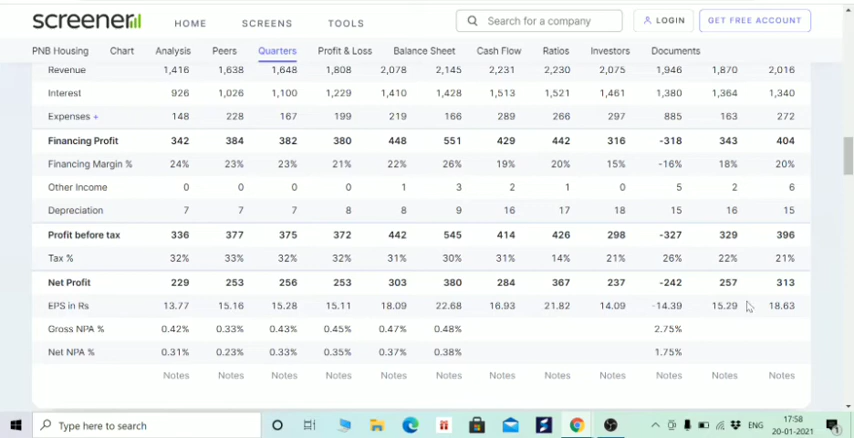 screener HOME SCREENS TOOLS Search for a company LOGIN GET FREE ACCOUNT
PNB Housing Chart Analysis Peers Quarters Profit & Loss Balance Sheet Cash Flow Ratios Investors Documents
Revenue 1,416 1,638 1,648 1,808 2,078 2,145 2,231 2,230 2,075 1,946 1,870 2,016
Interest 926 1,026 1,100 1,229 1,410 1,428 1,513 1,521 1,461 1,380 1,364 1,340
Expenses + 148 228 167 199 219 166 289 266 297 885 163 272
Financing Profit 342 384 382 380 448 551 429 442 316 -318 343 404
Financing Margin % 24% 23% 23% 21% 22% 26% 19% 20% 15% -16% 18% 20%
Other Income 0 0 0 0 1 3 2 1 0 5 2 6
Depreciation 7 7 7 8 8 9 16 17 18 15 16 15
Profit before tax 336 377 375 372 442 545 414 426 298 -327 329 396
Tax % 32% 33% 32% 32% 31% 30% 31% 14% 21% 26% 22% 21%
Net Profit 229 253 256 253 303 380 284 367 237 -242 257 313
EPS in Rs 13.77 15.16 15.28 15.11 18.09 22.68 16.93 21.82 14.09 -14.39 15.29 18.63
Gross NPA % 0.42% 0.33% 0.43% 0.45% 0.47% 0.48% 2.75%
Net NPA % 0.31% 0.23% 0.33% 0.35% 0.37% 0.38% 1.75%
Notes Notes Notes Notes Notes Notes Notes Notes Notes Notes Notes Notes
Type here to search ENG 17:58
20-01-2021